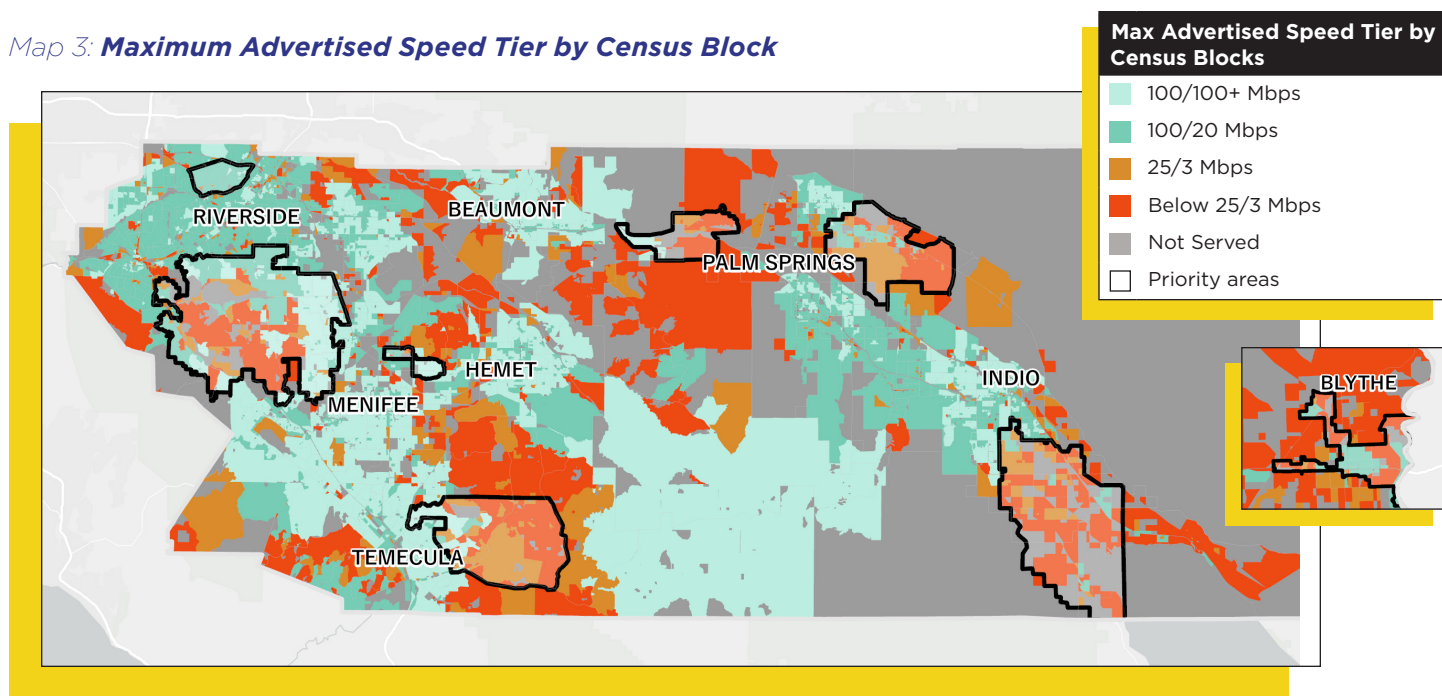 Map 3: Maximum Advertised Speed Tier by Census Block
Max Advertised Speed Tier by
Census Blocks
100/100+ Mbps
100/20 Mbps
25/3 Mbps
Below 25/3 Mbps
Not Served
Priority areas
RIVERSIDE
BEAUMONT
PALM SPRINGS
HEMET
MENIFEE
INDIO
BLYTHE
TEMECULA